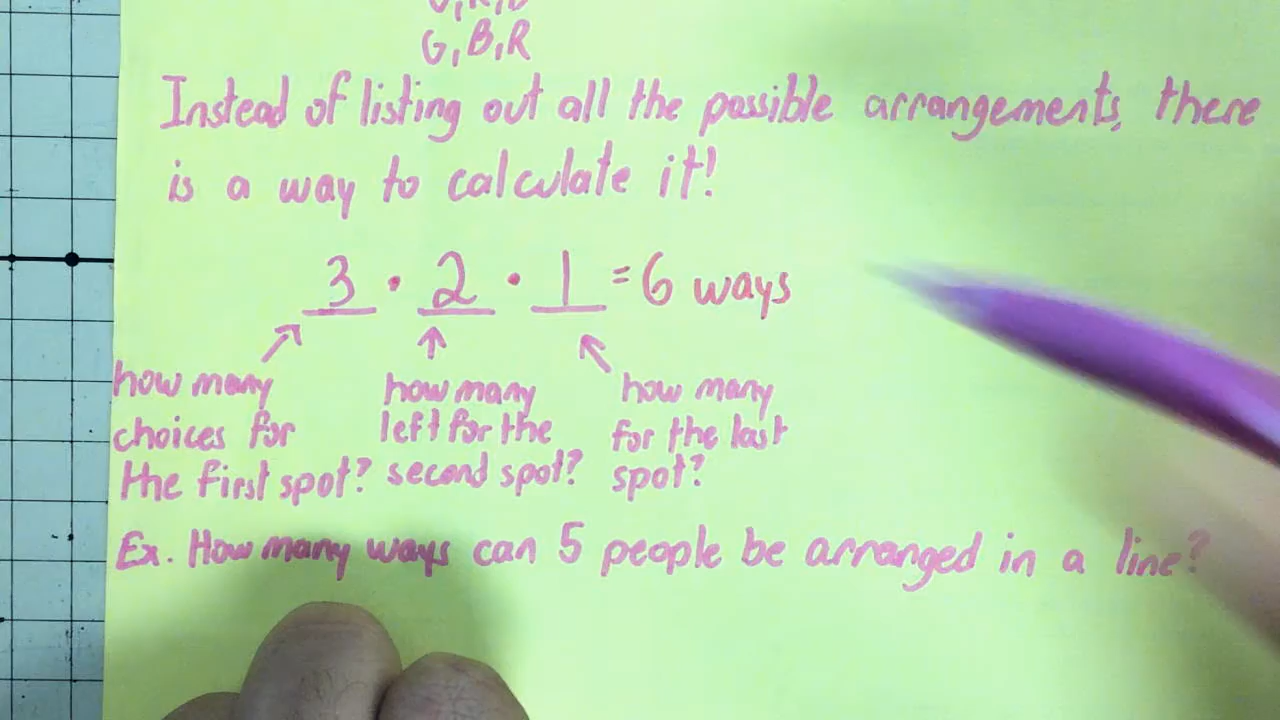 G, B, R
Instead of listing out all the possible arrangements, there
is a way to calculate it!
3 · 2 · 1 = 6 ways
how many how many how many
choices for left for the for the last
the first spot? second spot? spot?
Ex. How many ways can 5 people be arranged in a line?